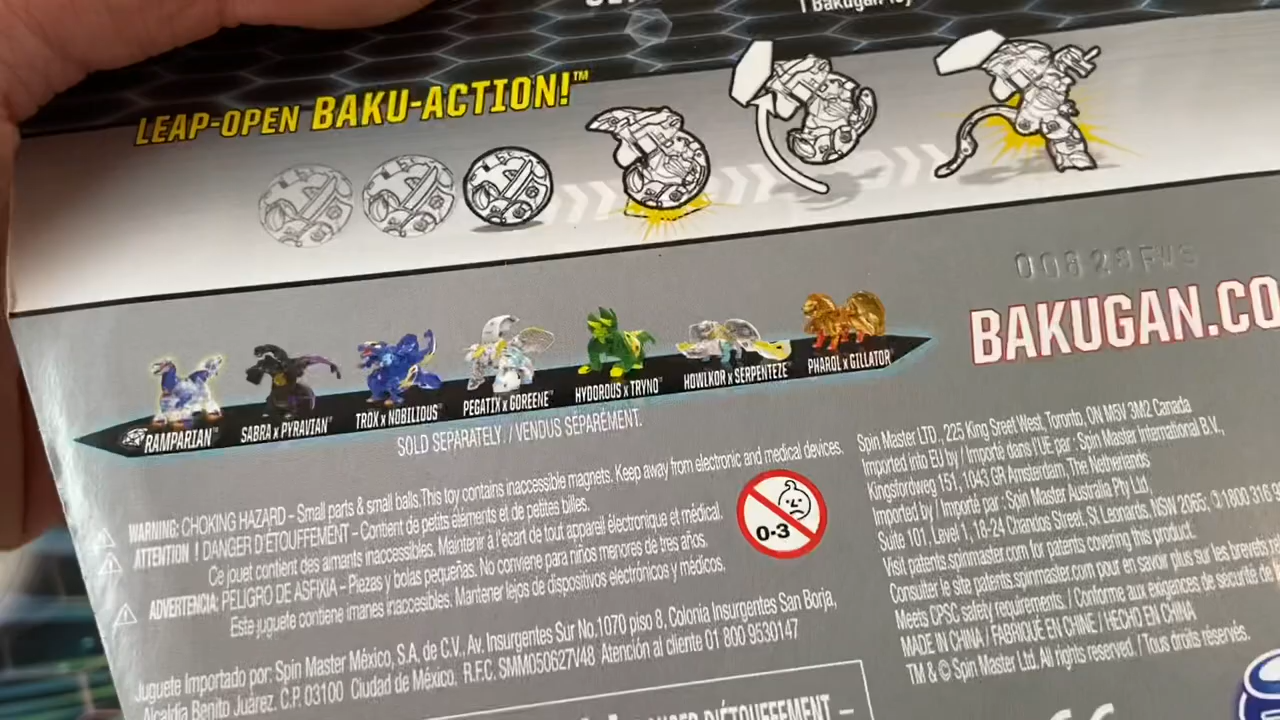 1 Bakugan
LEAP-OPEN BAKU-ACTION!™
00828FWS
BAKUGAN.CO
RAMPARIAN™
SABRA x PYRAVIAN™
TROX x NOBILIOUS™
PEGATIX x GOREENE™
HYDOROUS x TRYNO™
HOWLKOR x SERPENTEZE™
PHAROL x GILLATOR™
SOLD SEPARATELY. / VENDUS SÉPARÉMENT.
WARNING: CHOKING HAZARD – Small parts & small balls. This toy contains inaccessible magnets. Keep away from electronic and medical devices.
ATTENTION ! DANGER D'ÉTOUFFEMENT – Contient de petits éléments et de petites billes.
Ce jouet contient des aimants inaccessibles. Maintenir à l'écart de tout appareil électronique et médical.
ADVERTENCIA: PELIGRO DE ASFIXIA – Piezas y bolas pequeñas. No conviene para niños menores de tres años.
Este juguete contiene imanes inaccesibles. Mantener lejos de dispositivos electrónicos y médicos.
0-3
Juguete Importado por: Spin Master México, S.A. de C.V. Av. Insurgentes Sur No.1070 piso 8, Colonia Insurgentes San Borja,
Alcaldía Benito Juárez. C.P. 03100 Ciudad de México. R.F.C. SMM050627V48 Atención al cliente 01 800 9530147
Spin Master LTD., 225 King Street West, Toronto, ON M5V 3M2 Canada
Imported into EU by / Importé dans l'UE par : Spin Master International B.V.,
Kingsfordweg 151, 1043 GR Amsterdam, The Netherlands
Imported by / Importé par : Spin Master Australia Pty Ltd
Suite 101, Level 1, 18-24 Chandos Street, St. Leonards, NSW 2065, 1800 316
Visit patents.spinmaster.com for patents covering this product.
Consulter le site patents.spinmaster.com pour en savoir plus sur les brevets
Meets CPSC safety requirements. / Conforme aux exigences de sécurité de
MADE IN CHINA / FABRIQUÉ EN CHINE / HECHO EN CHINA
TM & © Spin Master Ltd. All rights reserved. / Tous droits réservés.
D'ÉTOUFFEMENT –